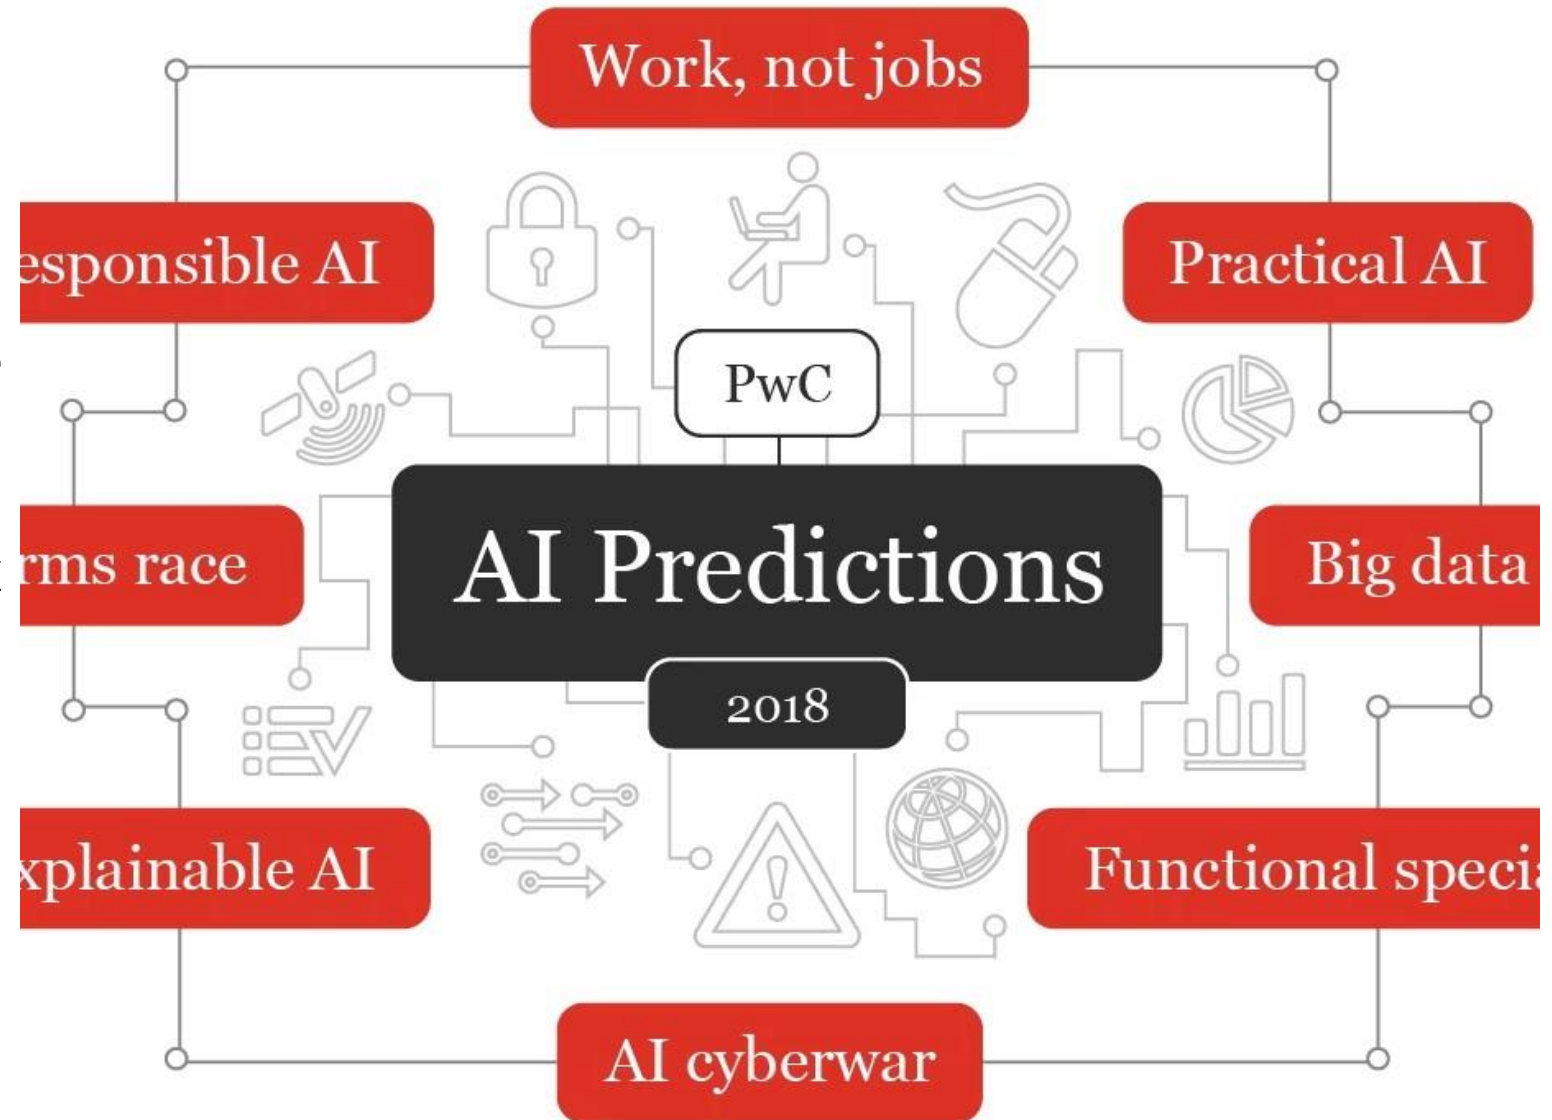 Work, not jobs
esponsible AI
Practical AI
PwC
rms race
AI Predictions
Big data
2018
xplainable AI
Functional specia
AI cyberwar